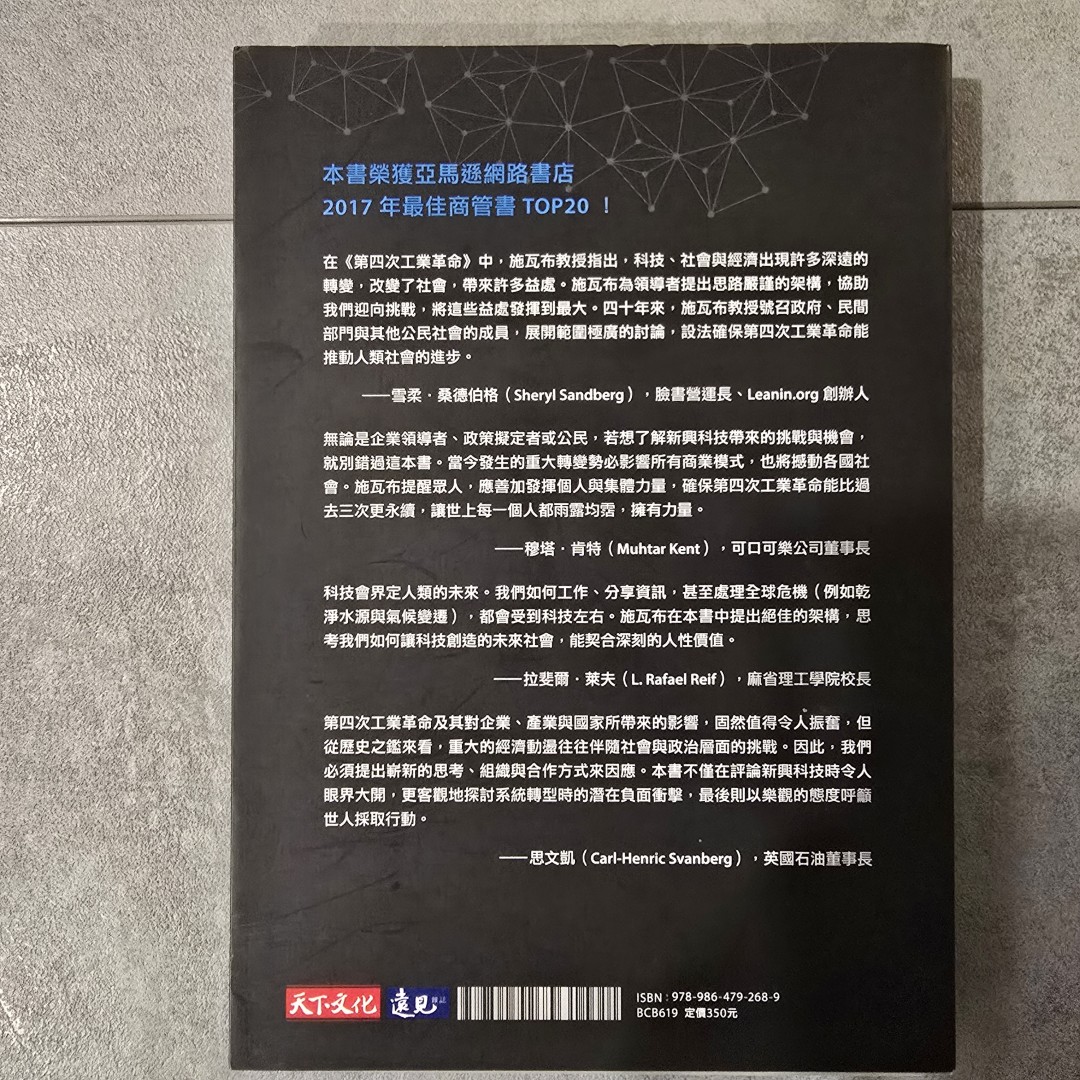 本書榮獲亞馬遜網路書店
2017 年最佳商管書 TOP20 !
在《第四次工業革命》中，施瓦布教授指出，科技、社會與經濟出現許多深遠的
轉變，改變了社會，帶來許多益處。施瓦布為領導者提出思路嚴謹的架構，協助
我們迎向挑戰，將這些益處發揮到最大。四十年來，施瓦布教授號召政府、民間
部門與其他公民社會的成員，展開範圍極廣的討論，設法確保第四次工業革命能
推動人類社會的進步。
——雪柔・桑德伯格（Sheryl Sandberg），臉書營運長、Leanin.org 創辦人
無論是企業領導者、政策擬定者或公民，若想了解新興科技帶來的挑戰與機會，
就別錯過這本書。當今發生的重大轉變勢必影響所有商業模式，也將撼動各國社
會。施瓦布提醒眾人，應善加發揮個人與集體力量，確保第四次工業革命能比過
去三次更永續，讓世上每一個人都雨露均霑，擁有力量。
——穆塔・肯特（Muhtar Kent），可口可樂公司董事長
科技會界定人類的未來。我們如何工作、分享資訊，甚至處理全球危機（例如乾
淨水源與氣候變遷），都會受到科技左右。施瓦布在本書中提出絕佳的架構，思
考我們如何讓科技創造的未來社會，能契合深刻的人性價值。
——拉斐爾・萊夫（L. Rafael Reif），麻省理工學院校長
第四次工業革命及其對企業、產業與國家所帶來的影響，固然值得令人振奮，但
從歷史之鑑來看，重大的經濟動盪往往伴隨社會與政治層面的挑戰。因此，我們
必須提出嶄新的思考、組織與合作方式來因應。本書不僅在評論新興科技時令人
眼界大開，更客觀地探討系統轉型時的潛在負面衝擊，最後則以樂觀的態度呼籲
世人採取行動。
——思文凱（Carl-Henric Svanberg），英國石油董事長
天下文化 遠見 雜誌
ISBN：978-986-479-268-9
BCB619 定價350元